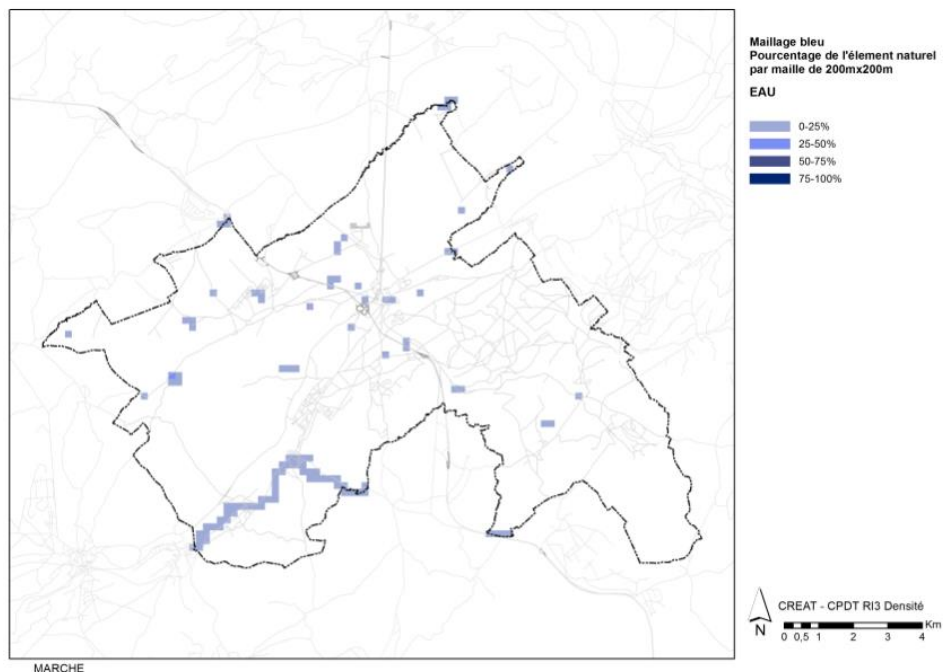 Maillage bleu
Pourcentage de l'élement naturel
par maille de 200mx200m
EAU
0-25%
25-50%
50-75%
75-100%
N
CREAT - CPDT RI3 Densité
Km
0 0,5 1 2 3 4
MARCHE